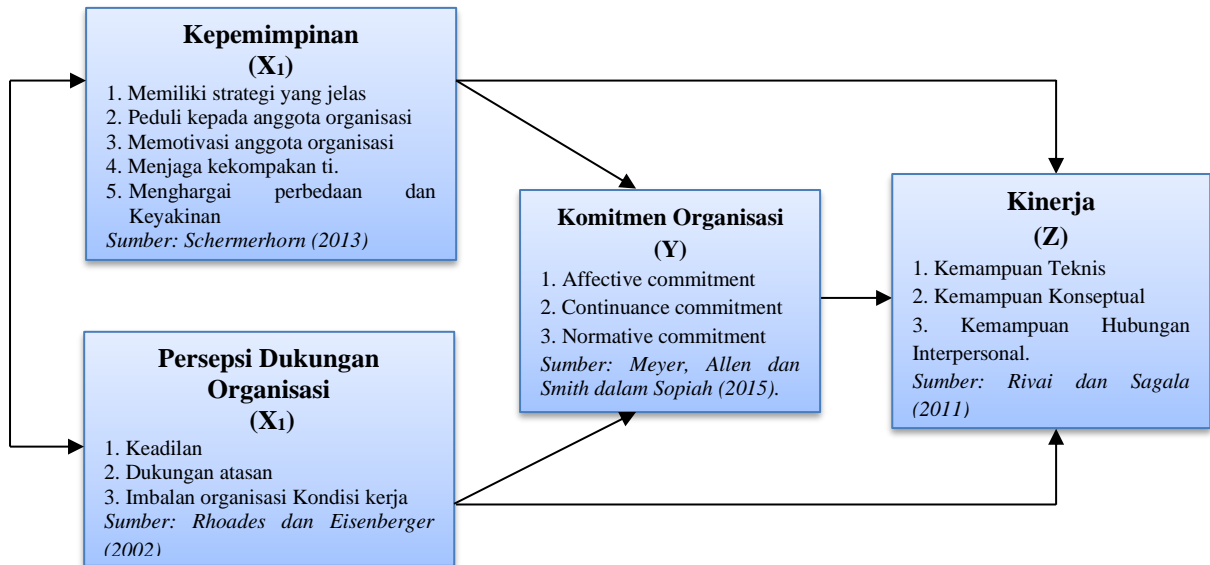 Kepemimpinan
(X1)
1. Memiliki strategi yang jelas
2. Peduli kepada anggota organisasi
3. Memotivasi anggota organisasi
4. Menjaga kekompakan ti.
5. Menghargai perbedaan dan
Keyakinan
Sumber: Schermerhorn (2013)
Persepsi Dukungan
Organisasi
(X1)
1. Keadilan
2. Dukungan atasan
3. Imbalan organisasi Kondisi kerja
Sumber: Rhoades dan Eisenberger
(2002)
Komitmen Organisasi
(Y)
1. Affective commitment
2. Continuance commitment
3. Normative commitment
Sumber: Meyer, Allen dan
Smith dalam Sopiah (2015).
Kinerja
(Z)
1. Kemampuan Teknis
2. Kemampuan Konseptual
3. Kemampuan Hubungan
Interpersonal.
Sumber: Rivai dan Sagala
(2011)